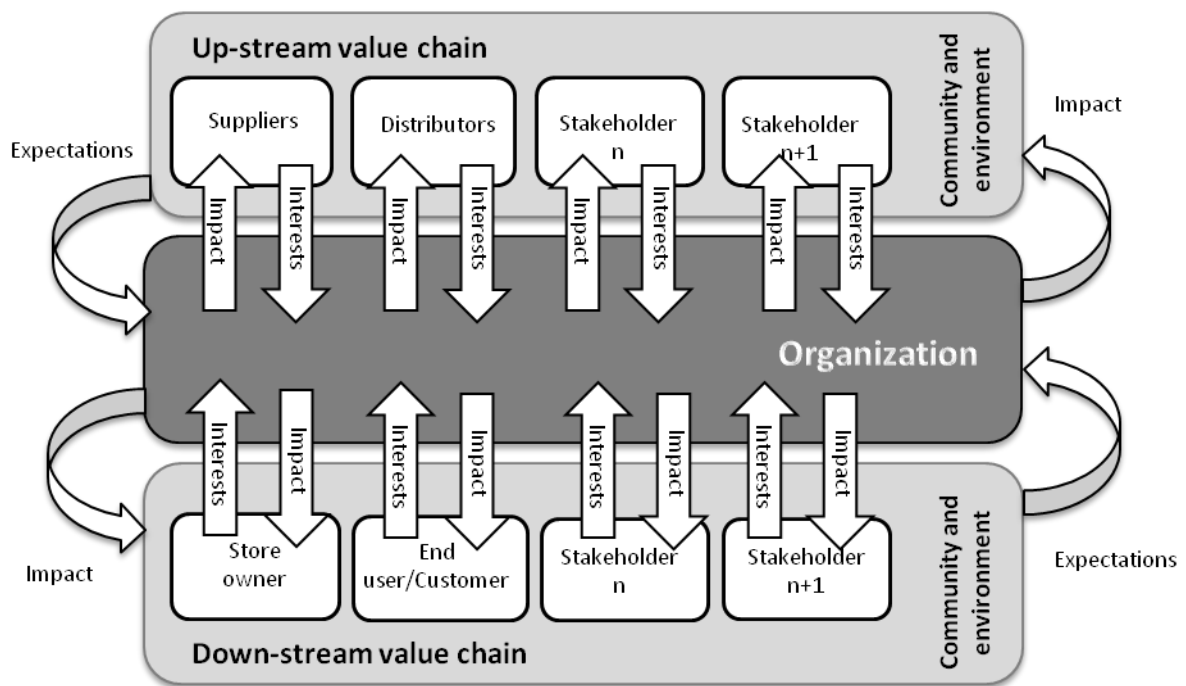 Up-stream value chain
Community and
environment
Suppliers
Distributors
Stakeholder
n
Stakeholder
n+1
Expectations
Impact
Impact
Interests
Impact
Interests
Impact
Interests
Impact
Interests
Organization
Interests
Impact
Interests
Impact
Interests
Impact
Interests
Impact
Store
owner
End
user/Customer
Stakeholder
n
Stakeholder
n+1
Impact
Expectations
Community and
environment
Down-stream value chain